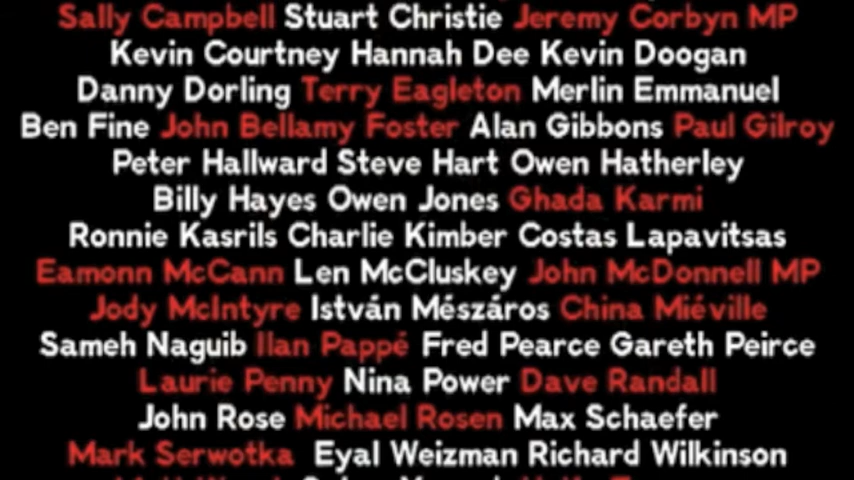 Sally Campbell Stuart Christie Jeremy Corbyn MP
Kevin Courtney Hannah Dee Kevin Doogan
Danny Dorling Terry Eagleton Merlin Emmanuel
Ben Fine John Bellamy Foster Alan Gibbons Paul Gilroy
Peter Hallward Steve Hart Owen Hatherley
Billy Hayes Owen Jones Ghada Karmi
Ronnie Kasrils Charlie Kimber Costas Lapavitsas
Eamonn McCann Len McCluskey John McDonnell MP
Jody McIntyre István Mészáros China Miéville
Sameh Naguib Ilan Pappé Fred Pearce Gareth Peirce
Laurie Penny Nina Power Dave Randall
John Rose Michael Rosen Max Schaefer
Mark Serwotka Eyal Weizman Richard Wilkinson